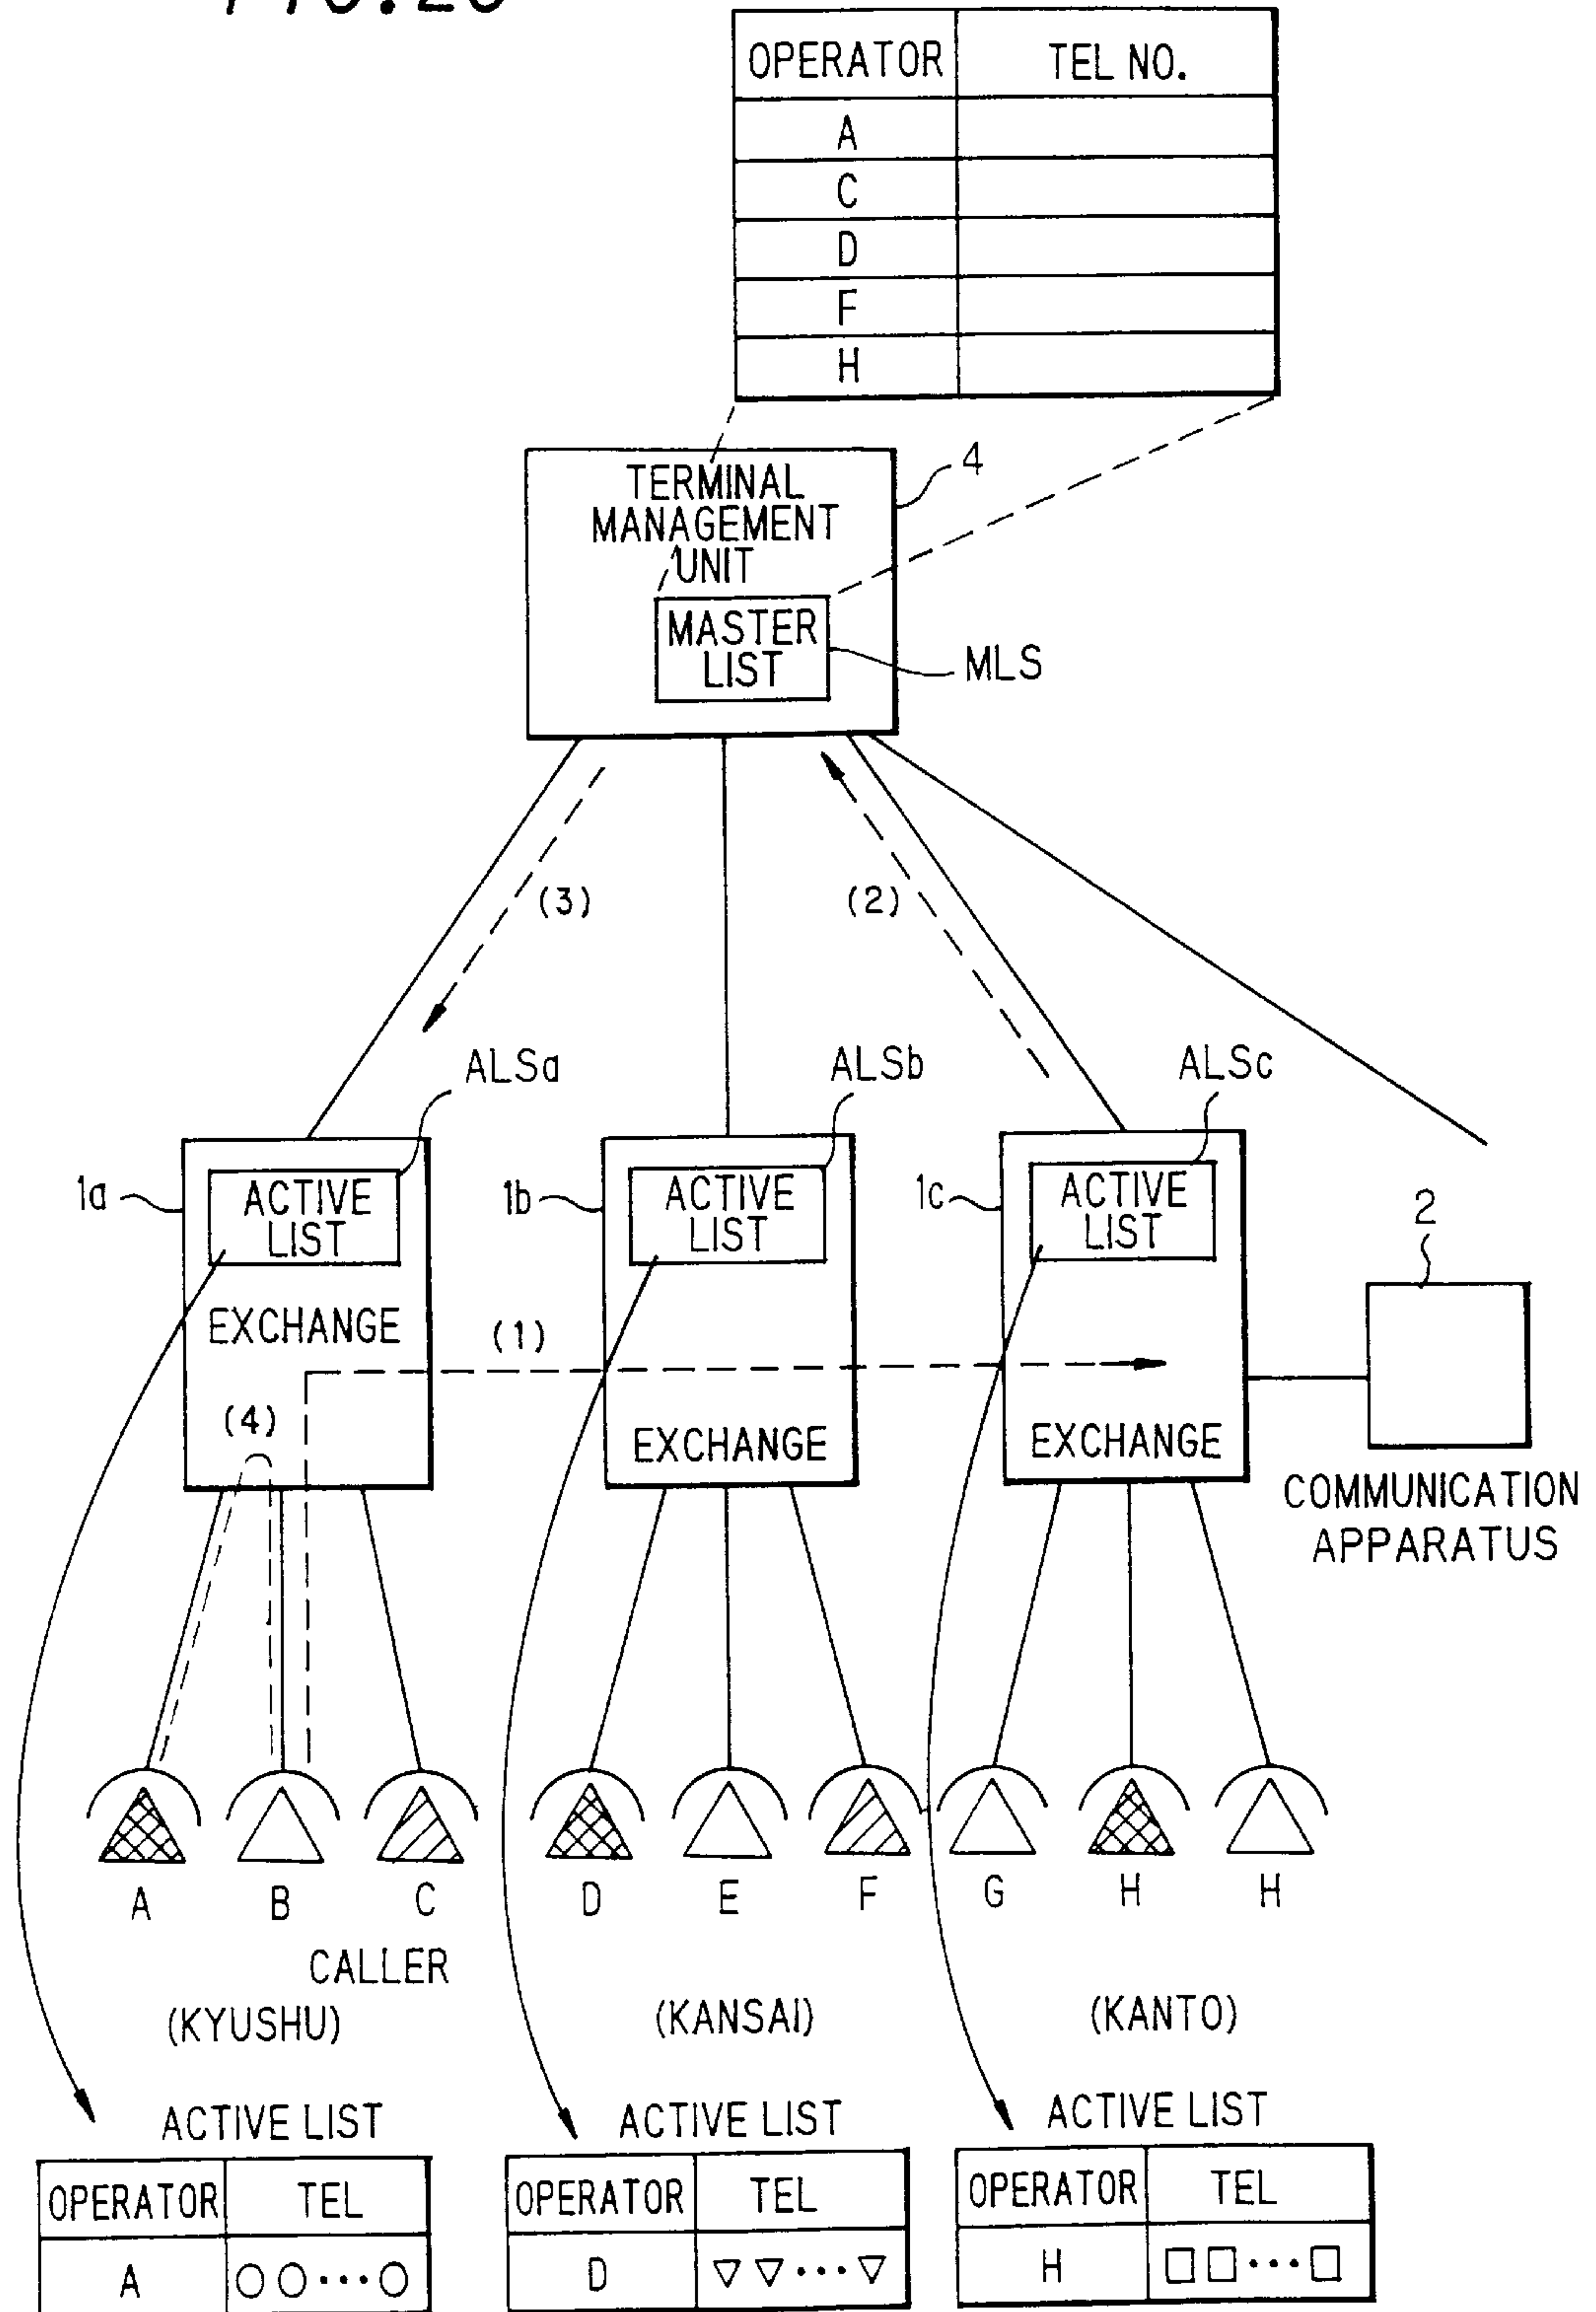 OPERATOR TEL NO.
A
C
D
F
H
TERMINAL
MANAGEMENT
UNIT
4
MASTER
LIST
MLS
(3)
(2)
ALSa
ALSb
ALSc
1a
ACTIVE
LIST
1b
ACTIVE
LIST
1c
ACTIVE
LIST
2
EXCHANGE
(1)
(4)
EXCHANGE
EXCHANGE
COMMUNICATION
APPARATUS
A B C D E F G H H
CALLER
(KYUSHU) (KANSAI) (KANTO)
ACTIVE LIST
OPERATOR TEL
A ○○···○
ACTIVE LIST
OPERATOR TEL
D ▽▽···▽
ACTIVE LIST
OPERATOR TEL
H □□···□